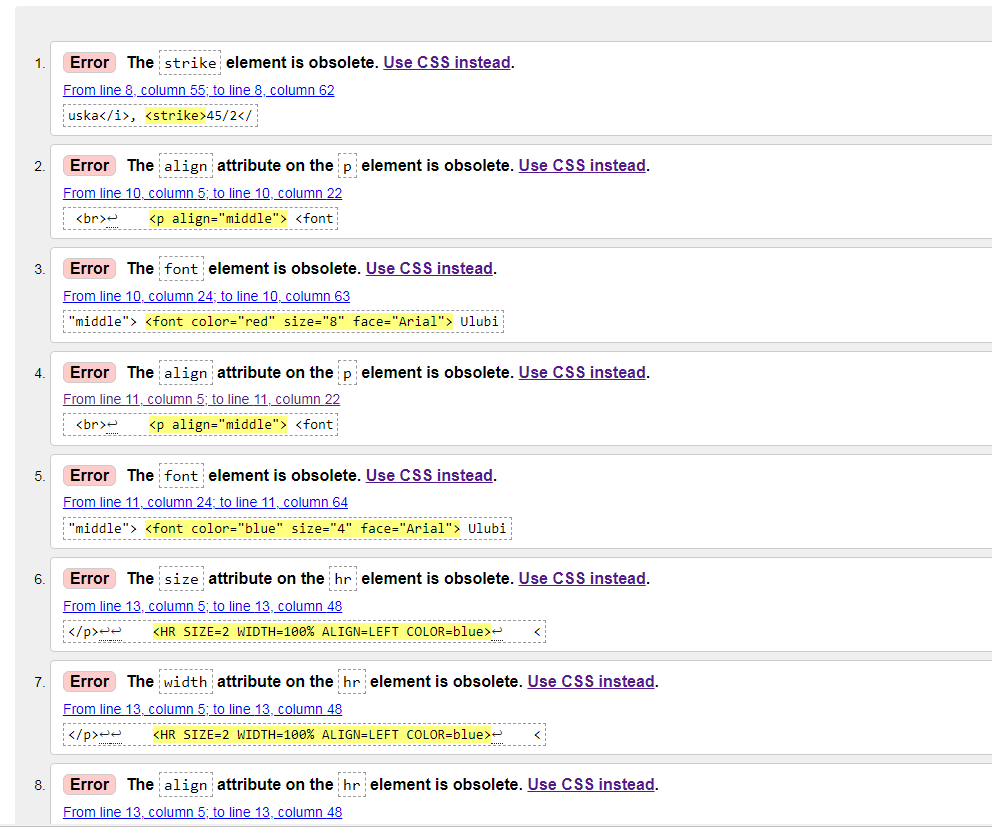 1. Error The strike element is obsolete. Use CSS instead.
From line 8, column 55; to line 8, column 62
uska</i>, <strike>45/2</
2. Error The align attribute on the p element is obsolete. Use CSS instead.
From line 10, column 5; to line 10, column 22
<br>↩ <p align="middle"> <font
3. Error The font element is obsolete. Use CSS instead.
From line 10, column 24; to line 10, column 63
"middle"> <font color="red" size="8" face="Arial"> Ulubi
4. Error The align attribute on the p element is obsolete. Use CSS instead.
From line 11, column 5; to line 11, column 22
<br>↩ <p align="middle"> <font
5. Error The font element is obsolete. Use CSS instead.
From line 11, column 24; to line 11, column 64
"middle"> <font color="blue" size="4" face="Arial"> Ulubi
6. Error The size attribute on the hr element is obsolete. Use CSS instead.
From line 13, column 5; to line 13, column 48
</p>↩↩ <HR SIZE=2 WIDTH=100% ALIGN=LEFT COLOR=blue>↩ <
7. Error The width attribute on the hr element is obsolete. Use CSS instead.
From line 13, column 5; to line 13, column 48
</p>↩↩ <HR SIZE=2 WIDTH=100% ALIGN=LEFT COLOR=blue>↩ <
8. Error The align attribute on the hr element is obsolete. Use CSS instead.
From line 13, column 5; to line 13, column 48